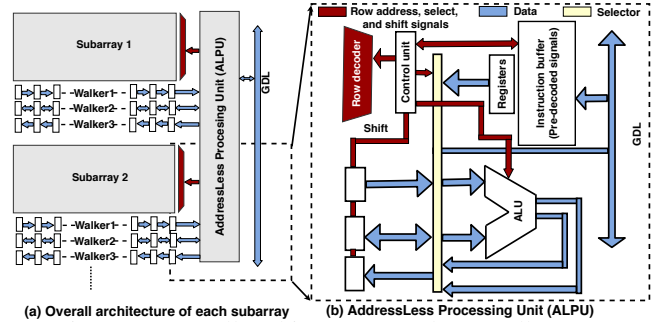 Subarray 1
Walker1
Walker2
Walker3
Subarray 2
Walker1
Walker2
Walker3
AddressLess Procesing Unit (ALPU)
GDL
(a) Overall architecture of each subarray
Row address, select,
and shift signals
Data
Selector
Row decoder
Control unit
Registers
Instruction buffer
(Pre-decoded signals)
GDL
Shift
ALU
(b) AddressLess Processing Unit (ALPU)